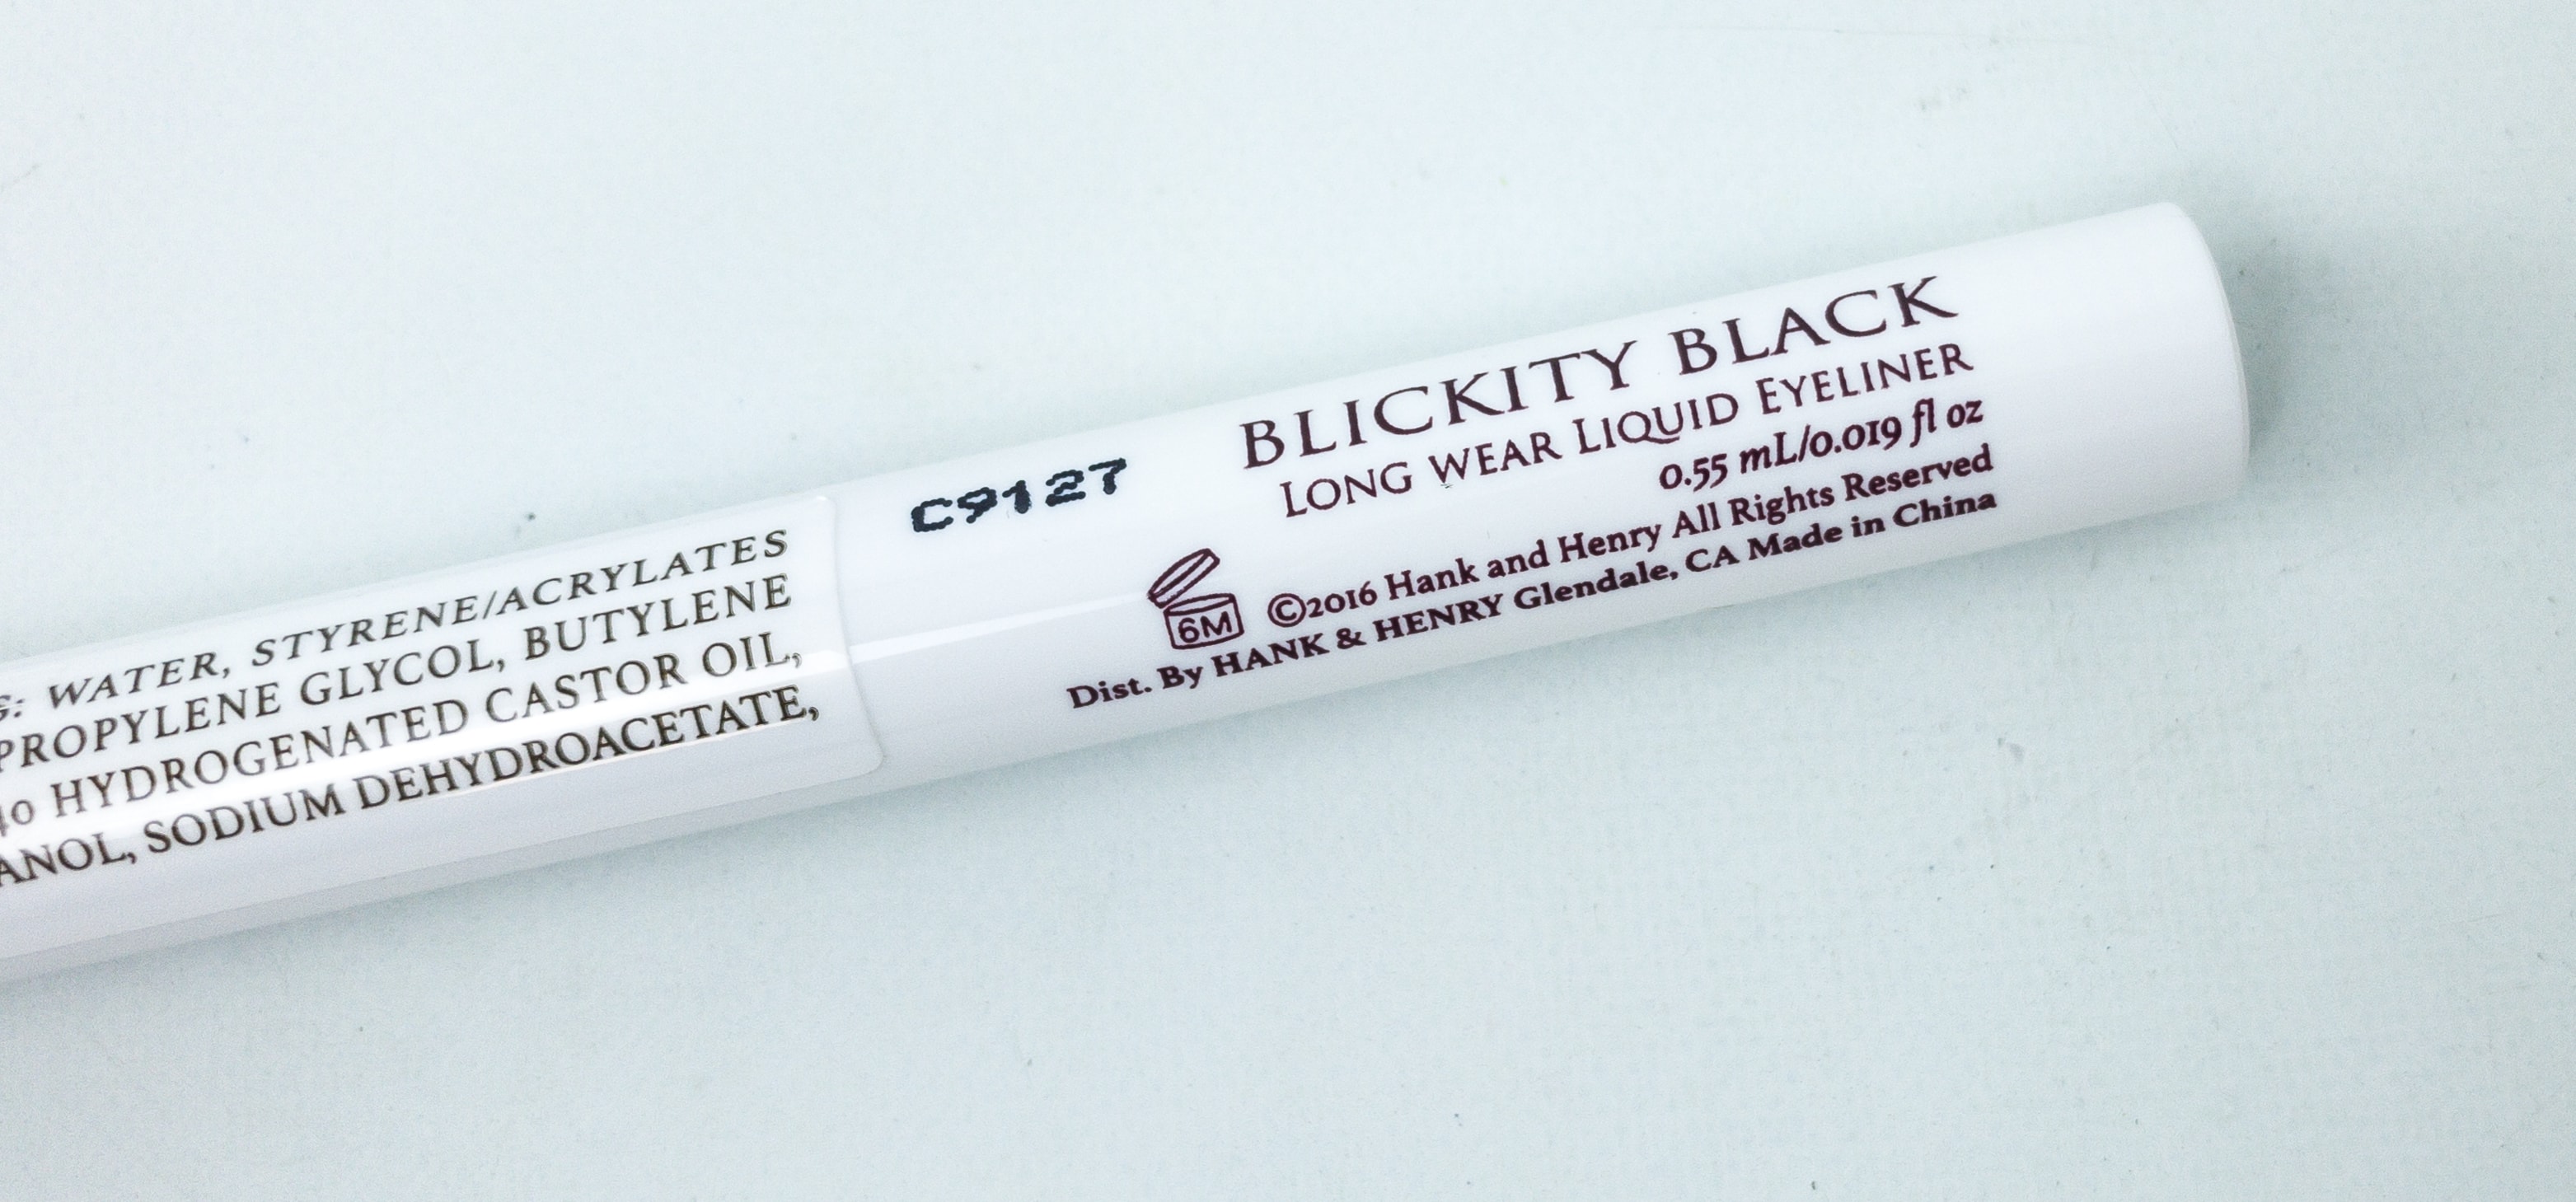 WATER, STYRENE/ACRYLATES
PROPYLENE GLYCOL, BUTYLENE
HYDROGENATED CASTOR OIL,
SODIUM DEHYDROACETATE,
C9127
BLICKITY BLACK
LONG WEAR LIQUID EYELINER
0.55 mL/0.019 fl oz
6M
©2016 Hank and Henry All Rights Reserved
Dist. By HANK & HENRY Glendale, CA Made in China